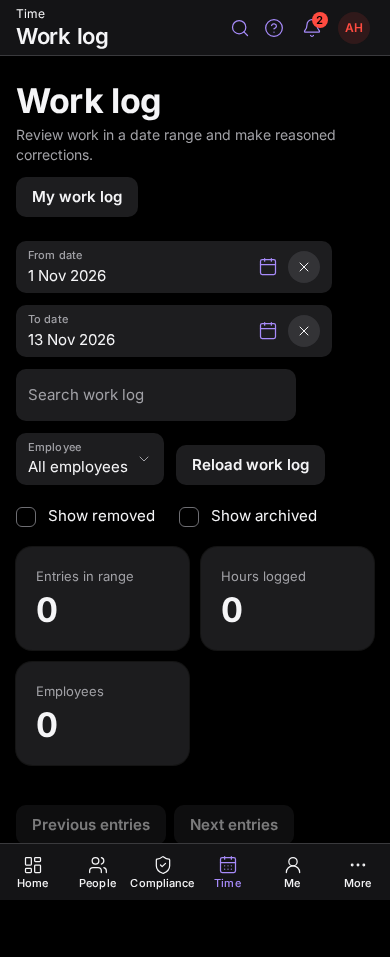 Time
Work log
2
AH
Work log
Review work in a date range and make reasoned
corrections.
My work log
From date
1 Nov 2026
To date
13 Nov 2026
Search work log
Employee
All employees
Reload work log
Show removed
Show archived
Entries in range
0
Hours logged
0
Employees
0
Previous entries
Next entries
Home
People
Compliance
Time
Me
More